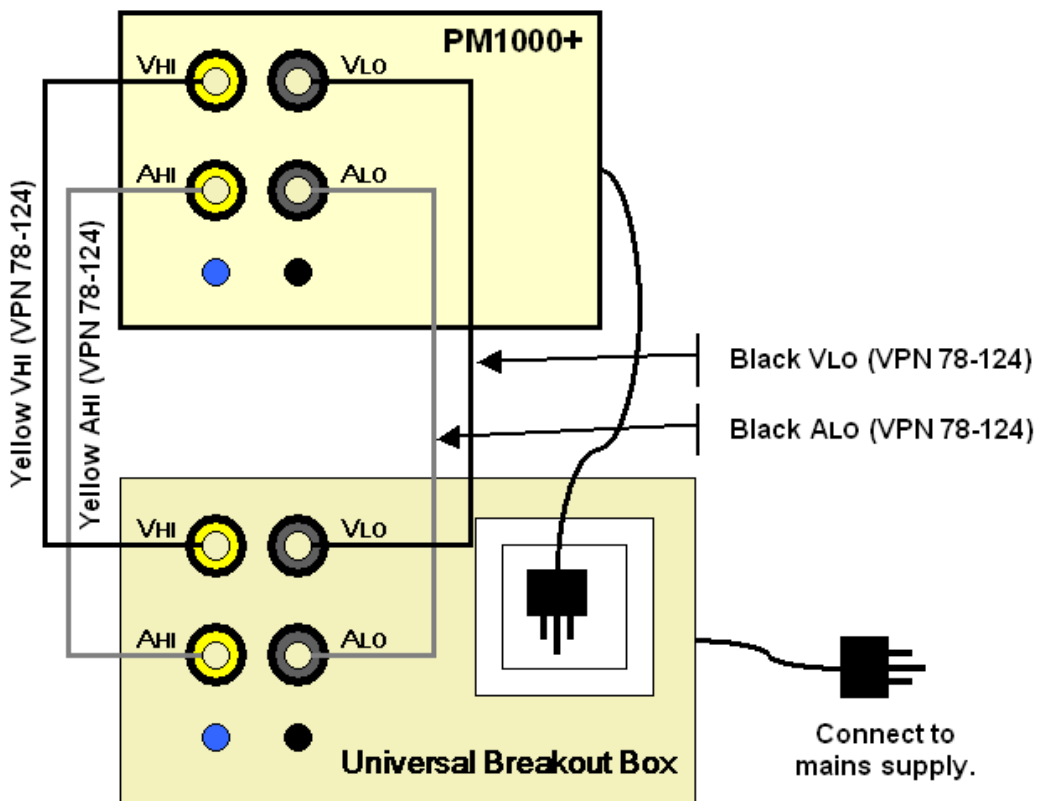 PM1000+
VHI
VLO
AHI
ALO
Yellow VHI (VPN 78-124)
Yellow AHI (VPN 78-124)
Black VLO (VPN 78-124)
Black ALO (VPN 78-124)
VHI
VLO
AHI
ALO
Universal Breakout Box
Connect to
mains supply.